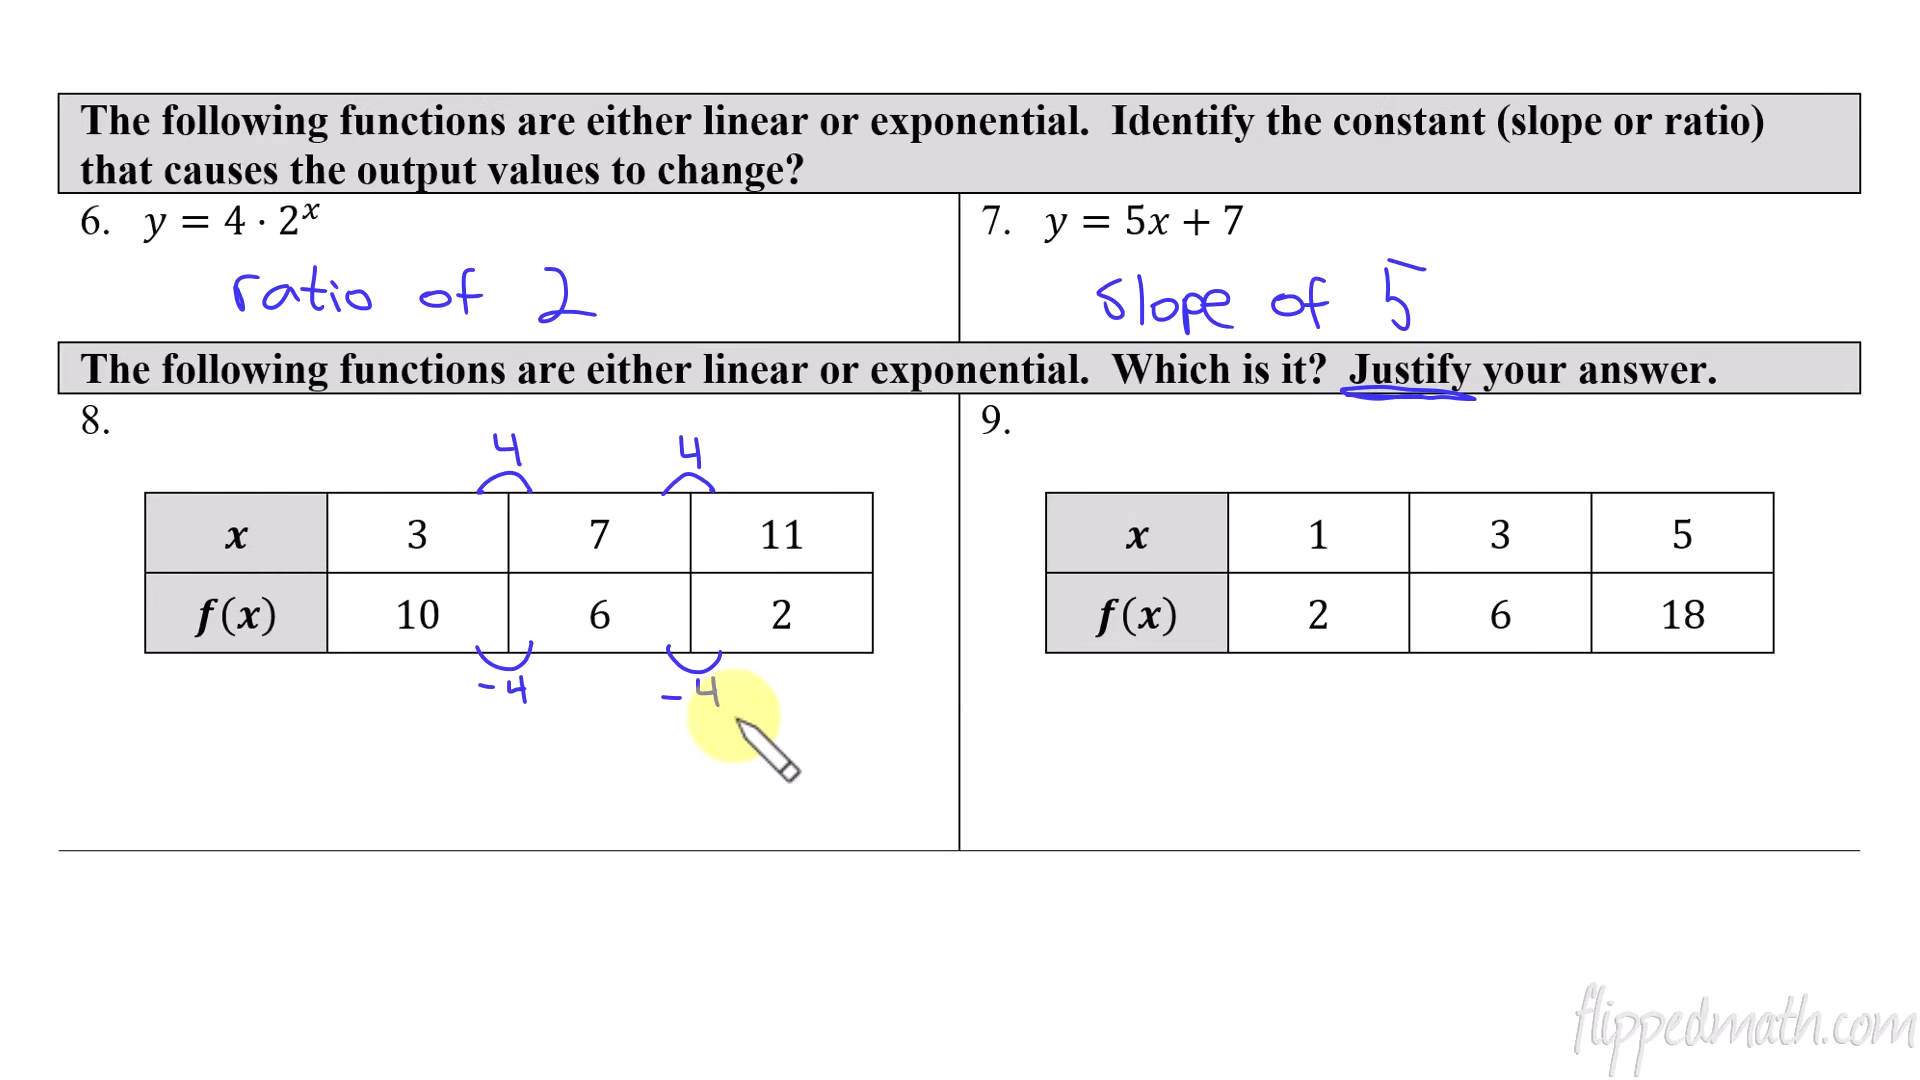 The following functions are either linear or exponential. Identify the constant (slope or ratio)
that causes the output values to change?
6. y = 4 · 2ˣ
ratio of 2
7. y = 5x + 7
slope of 5
The following functions are either linear or exponential. Which is it? Justify your answer.
8.
4 4
x 3 7 11
f(x) 10 6 2
-4 -4
9.
x 1 3 5
f(x) 2 6 18
flippedmath.com